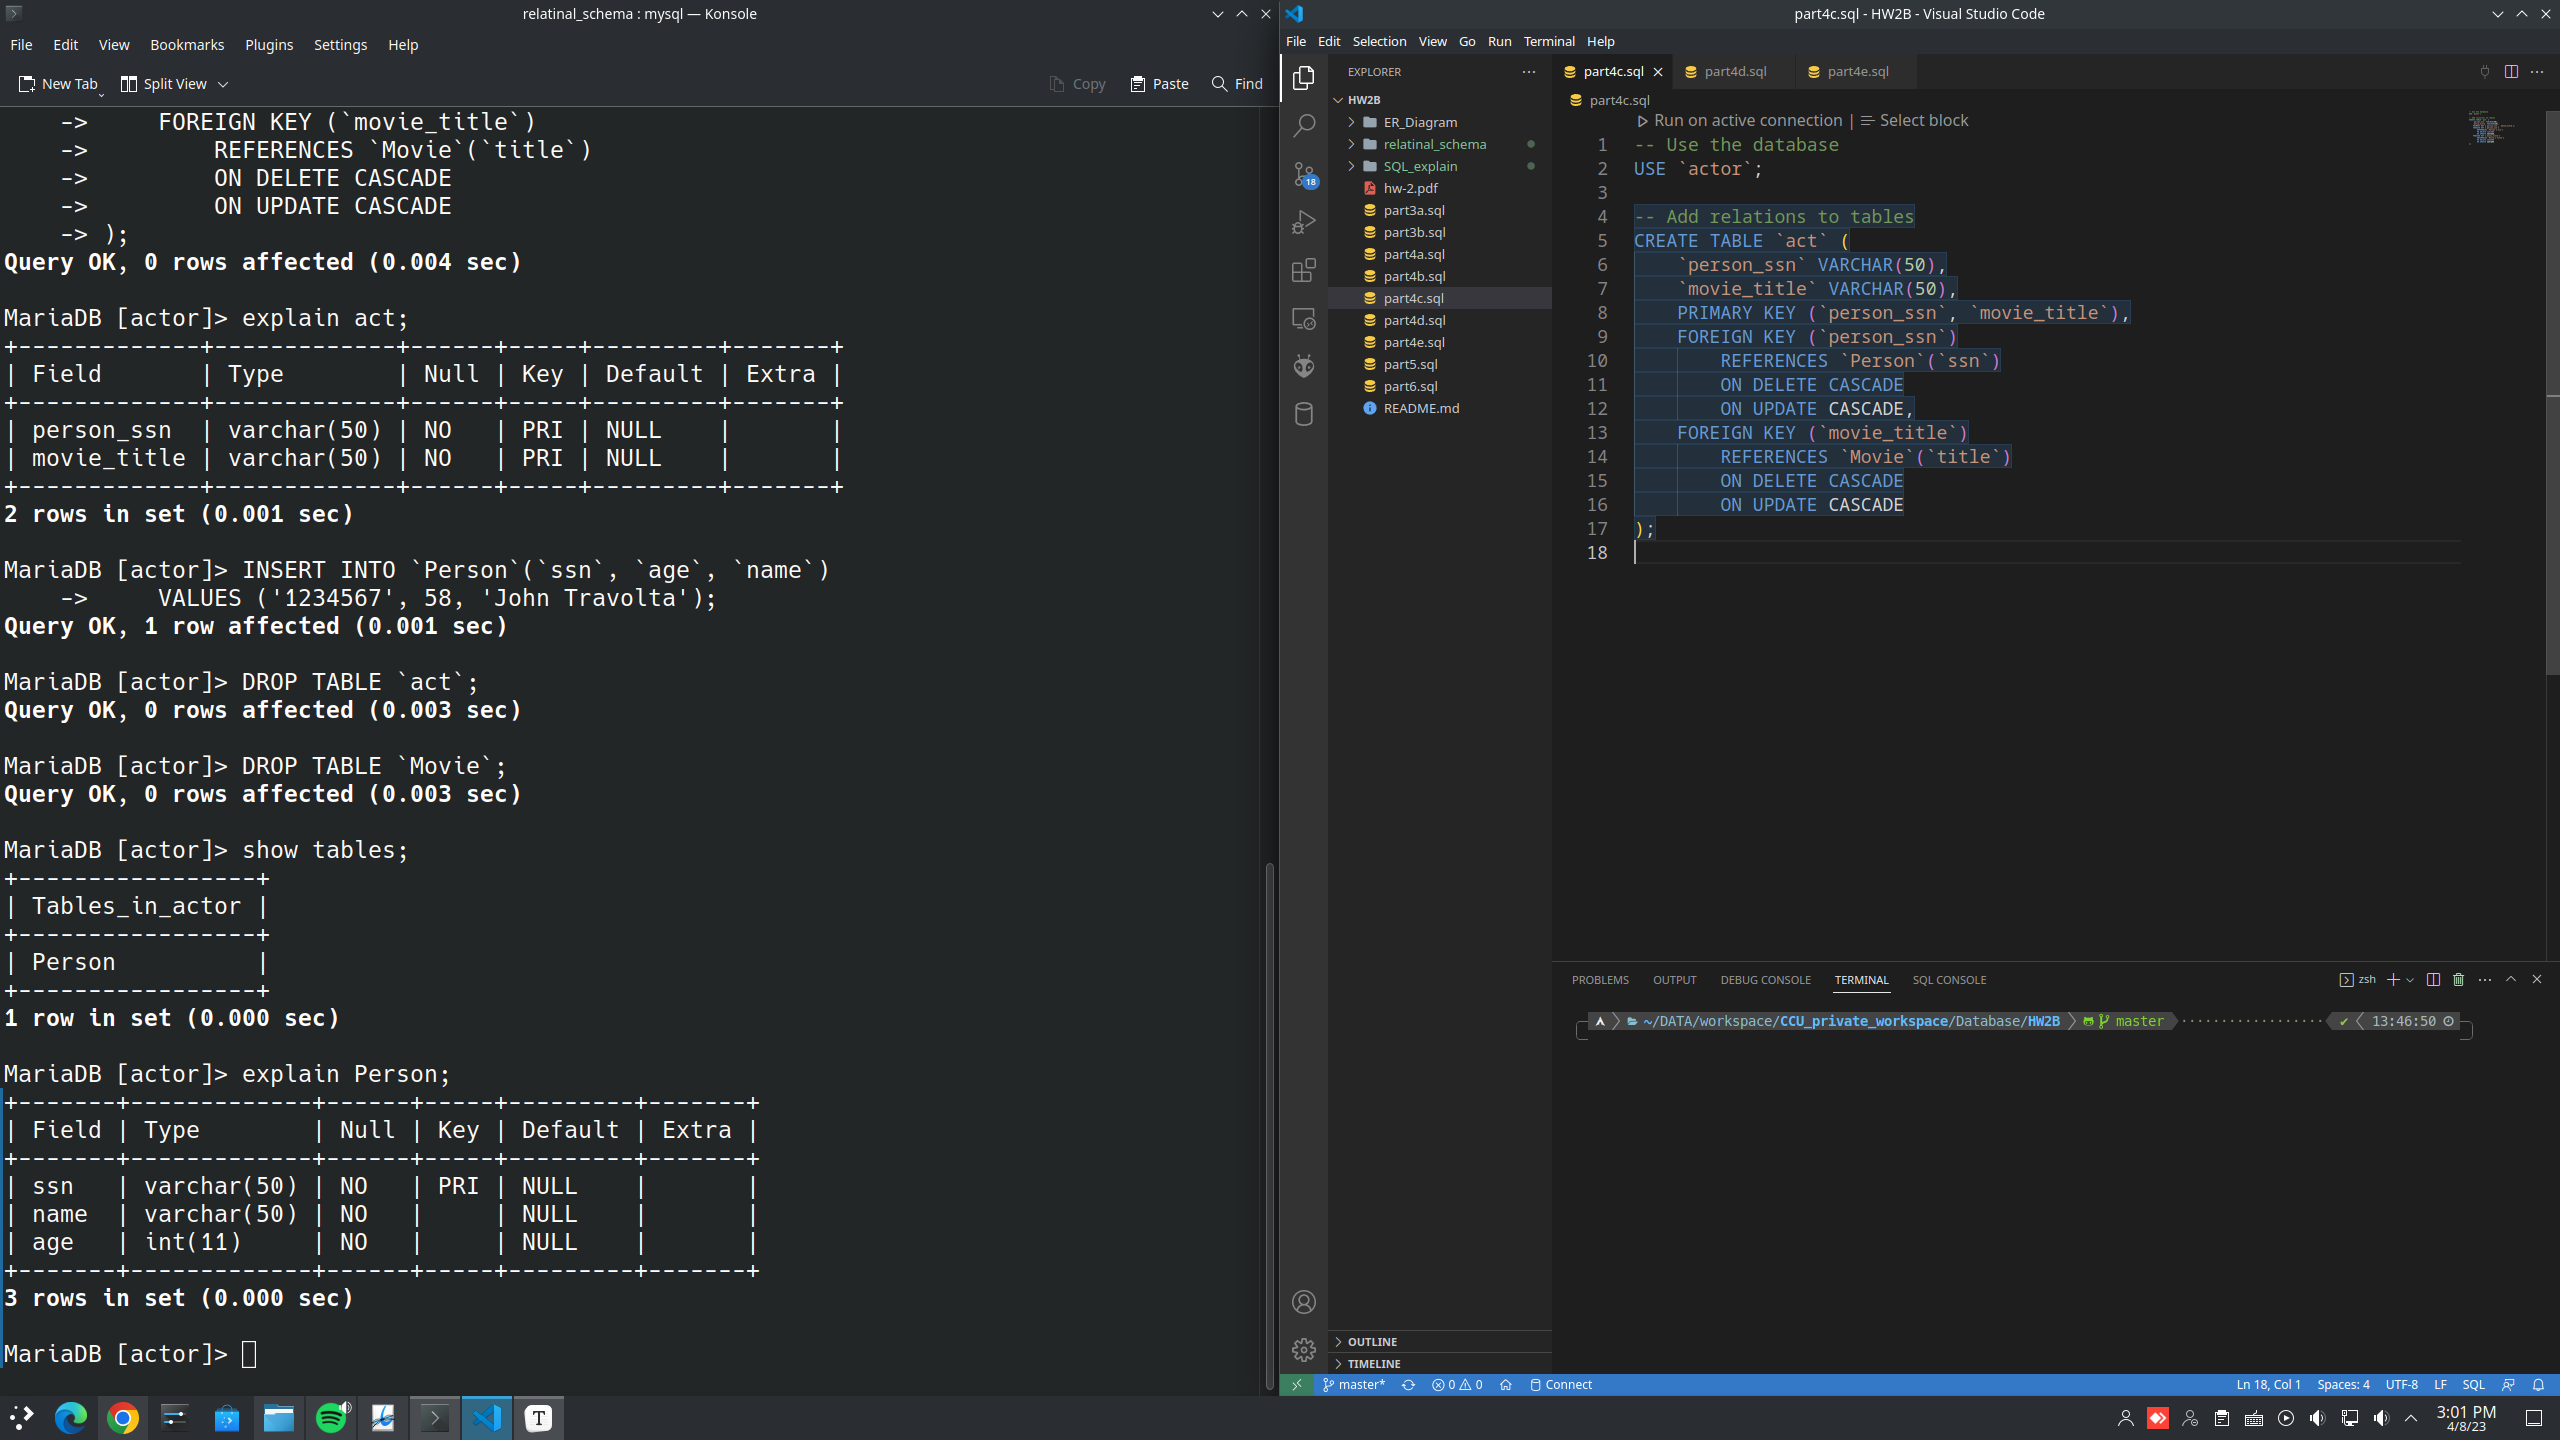 relatinal_schema : mysql — Konsole
File Edit View Bookmarks Plugins Settings Help
New Tab Split View Copy Paste Find
    ->     FOREIGN KEY (`movie_title`)
    ->         REFERENCES `Movie`(`title`)
    ->         ON DELETE CASCADE
    ->         ON UPDATE CASCADE
    -> );
Query OK, 0 rows affected (0.004 sec)
MariaDB [actor]> explain act;
+-------------+-------------+------+-----+---------+-------+
| Field       | Type        | Null | Key | Default | Extra |
+-------------+-------------+------+-----+---------+-------+
| person_ssn  | varchar(50) | NO   | PRI | NULL    |       |
| movie_title | varchar(50) | NO   | PRI | NULL    |       |
+-------------+-------------+------+-----+---------+-------+
2 rows in set (0.001 sec)
MariaDB [actor]> INSERT INTO `Person`(`ssn`, `age`, `name`)
    ->     VALUES ('1234567', 58, 'John Travolta');
Query OK, 1 row affected (0.001 sec)
MariaDB [actor]> DROP TABLE `act`;
Query OK, 0 rows affected (0.003 sec)
MariaDB [actor]> DROP TABLE `Movie`;
Query OK, 0 rows affected (0.003 sec)
MariaDB [actor]> show tables;
+-----------------+
| Tables_in_actor |
+-----------------+
| Person          |
+-----------------+
1 row in set (0.000 sec)
MariaDB [actor]> explain Person;
+-------+-------------+------+-----+---------+-------+
| Field | Type        | Null | Key | Default | Extra |
+-------+-------------+------+-----+---------+-------+
| ssn   | varchar(50) | NO   | PRI | NULL    |       |
| name  | varchar(50) | NO   |     | NULL    |       |
| age   | int(11)     | NO   |     | NULL    |       |
+-------+-------------+------+-----+---------+-------+
3 rows in set (0.000 sec)
MariaDB [actor]>
part4c.sql - HW2B - Visual Studio Code
File Edit Selection View Go Run Terminal Help
EXPLORER
HW2B
ER_Diagram
relatinal_schema
SQL_explain
hw-2.pdf
part3a.sql
part3b.sql
part4a.sql
part4b.sql
part4c.sql
part4d.sql
part4e.sql
part5.sql
part6.sql
README.md
OUTLINE
TIMELINE
18
part4c.sql part4d.sql part4e.sql
part4c.sql
Run on active connection | Select block
1 -- Use the database
2 USE `actor`;
3
4 -- Add relations to tables
5 CREATE TABLE `act` (
6     `person_ssn` VARCHAR(50),
7     `movie_title` VARCHAR(50),
8     PRIMARY KEY (`person_ssn`, `movie_title`),
9     FOREIGN KEY (`person_ssn`)
10         REFERENCES `Person`(`ssn`)
11         ON DELETE CASCADE
12         ON UPDATE CASCADE,
13     FOREIGN KEY (`movie_title`)
14         REFERENCES `Movie`(`title`)
15         ON DELETE CASCADE
16         ON UPDATE CASCADE
17 );
18
PROBLEMS OUTPUT DEBUG CONSOLE TERMINAL SQL CONSOLE zsh
~/DATA/workspace/CCU_private_workspace/Database/HW2B master 13:46:50
master* 0 0 Connect Ln 18, Col 1 Spaces: 4 UTF-8 LF SQL
T
3:01 PM
4/8/23